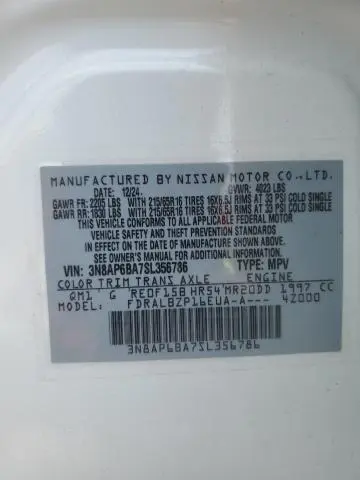 MANUFACTURED BY NISSAN MOTOR CO.,LTD.
DATE: 12/24. GVWR: 4023 LBS
GAWR FR: 2205 LBS WITH 215/65R16 TIRES 16X6.5J RIMS AT 33 PSI COLD SINGLE
GAWR RR: 1830 LBS WITH 215/65R16 TIRES 16X6.5J RIMS AT 33 PSI COLD SINGLE
THIS VEHICLE CONFORMS TO ALL APPLICABLE FEDERAL MOTOR
VEHICLE SAFETY AND THEFT PREVENTION STANDARDS
IN EFFECT ON THE DATE OF MANUFACTURE SHOWN ABOVE.
SEE OWNER'S MANUAL FOR ADDITIONAL INFORMATION.
VIN: 3N8AP6BA7SL356786 TYPE: MPV
COLOR TRIM TRANS AXLE ENGINE
QM1 G RE0F15B HR54 MR20DD 1997 CC
MODEL: FDRALBZP16EUA-A--- 42000
3N8AP6BA7SL356786